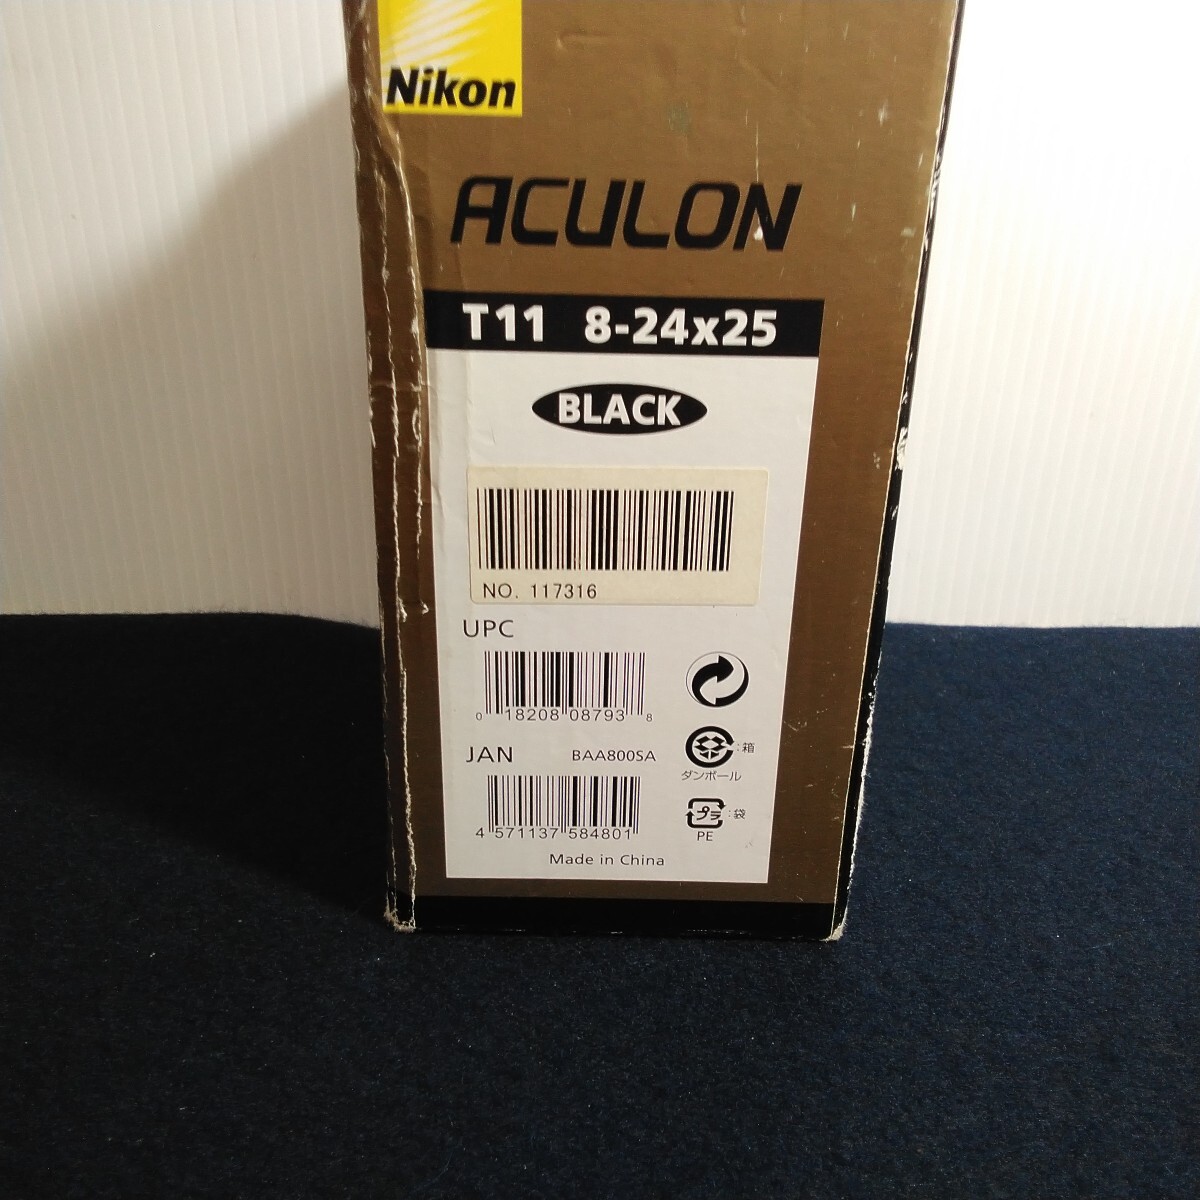 Nikon
ACULON
T11 8-24x25
BLACK
NO. 117316
UPC
0 18208 08793 8
JAN BAA800SA
4 571137 584801
:箱
ダンボール
プラ :袋
PE
Made in China